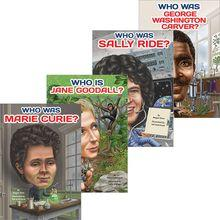 WHO WAS
GEORGE
WASHINGTON
CARVER?
WHO WAS
SALLY RIDE?
WHO IS
JANE GOODALL?
WHO WAS
MARIE CURIE?